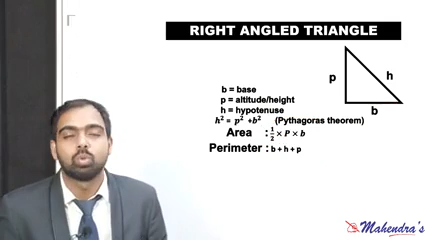 RIGHT ANGLED TRIANGLE
p
h
b
b = base
p = altitude/height
h = hypotenuse
h² = p² + b² (Pythagoras theorem)
Area : ½ × P × b
Perimeter : b + h + p
Mahendra's